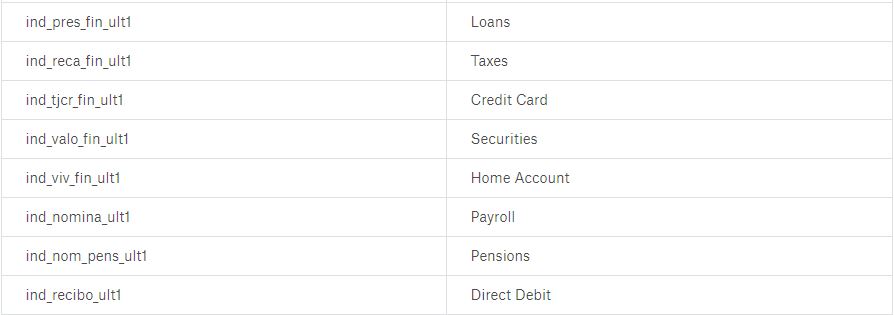 ind_pres_fin_ult1 Loans
ind_reca_fin_ult1 Taxes
ind_tjcr_fin_ult1 Credit Card
ind_valo_fin_ult1 Securities
ind_viv_fin_ult1 Home Account
ind_nomina_ult1 Payroll
ind_nom_pens_ult1 Pensions
ind_recibo_ult1 Direct Debit